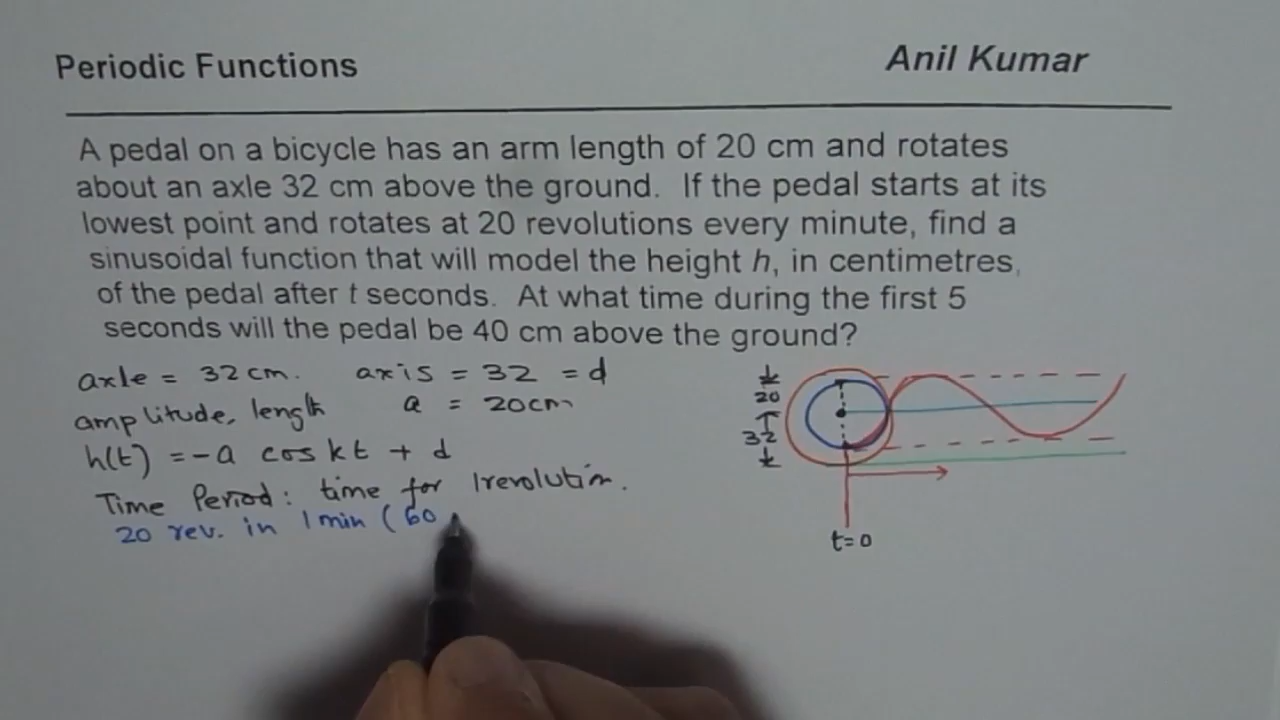 Periodic Functions
Anil Kumar
A pedal on a bicycle has an arm length of 20 cm and rotates
about an axle 32 cm above the ground. If the pedal starts at its
lowest point and rotates at 20 revolutions every minute, find a
sinusoidal function that will model the height h, in centimetres,
of the pedal after t seconds. At what time during the first 5
seconds will the pedal be 40 cm above the ground?
axle = 32 cm. axis = 32 = d
amplitude, length a = 20cm
h(t) = -a cos kt + d
Time Period: time for 1 revolution.
20 rev. in 1 min ( 60
20
32
t=0